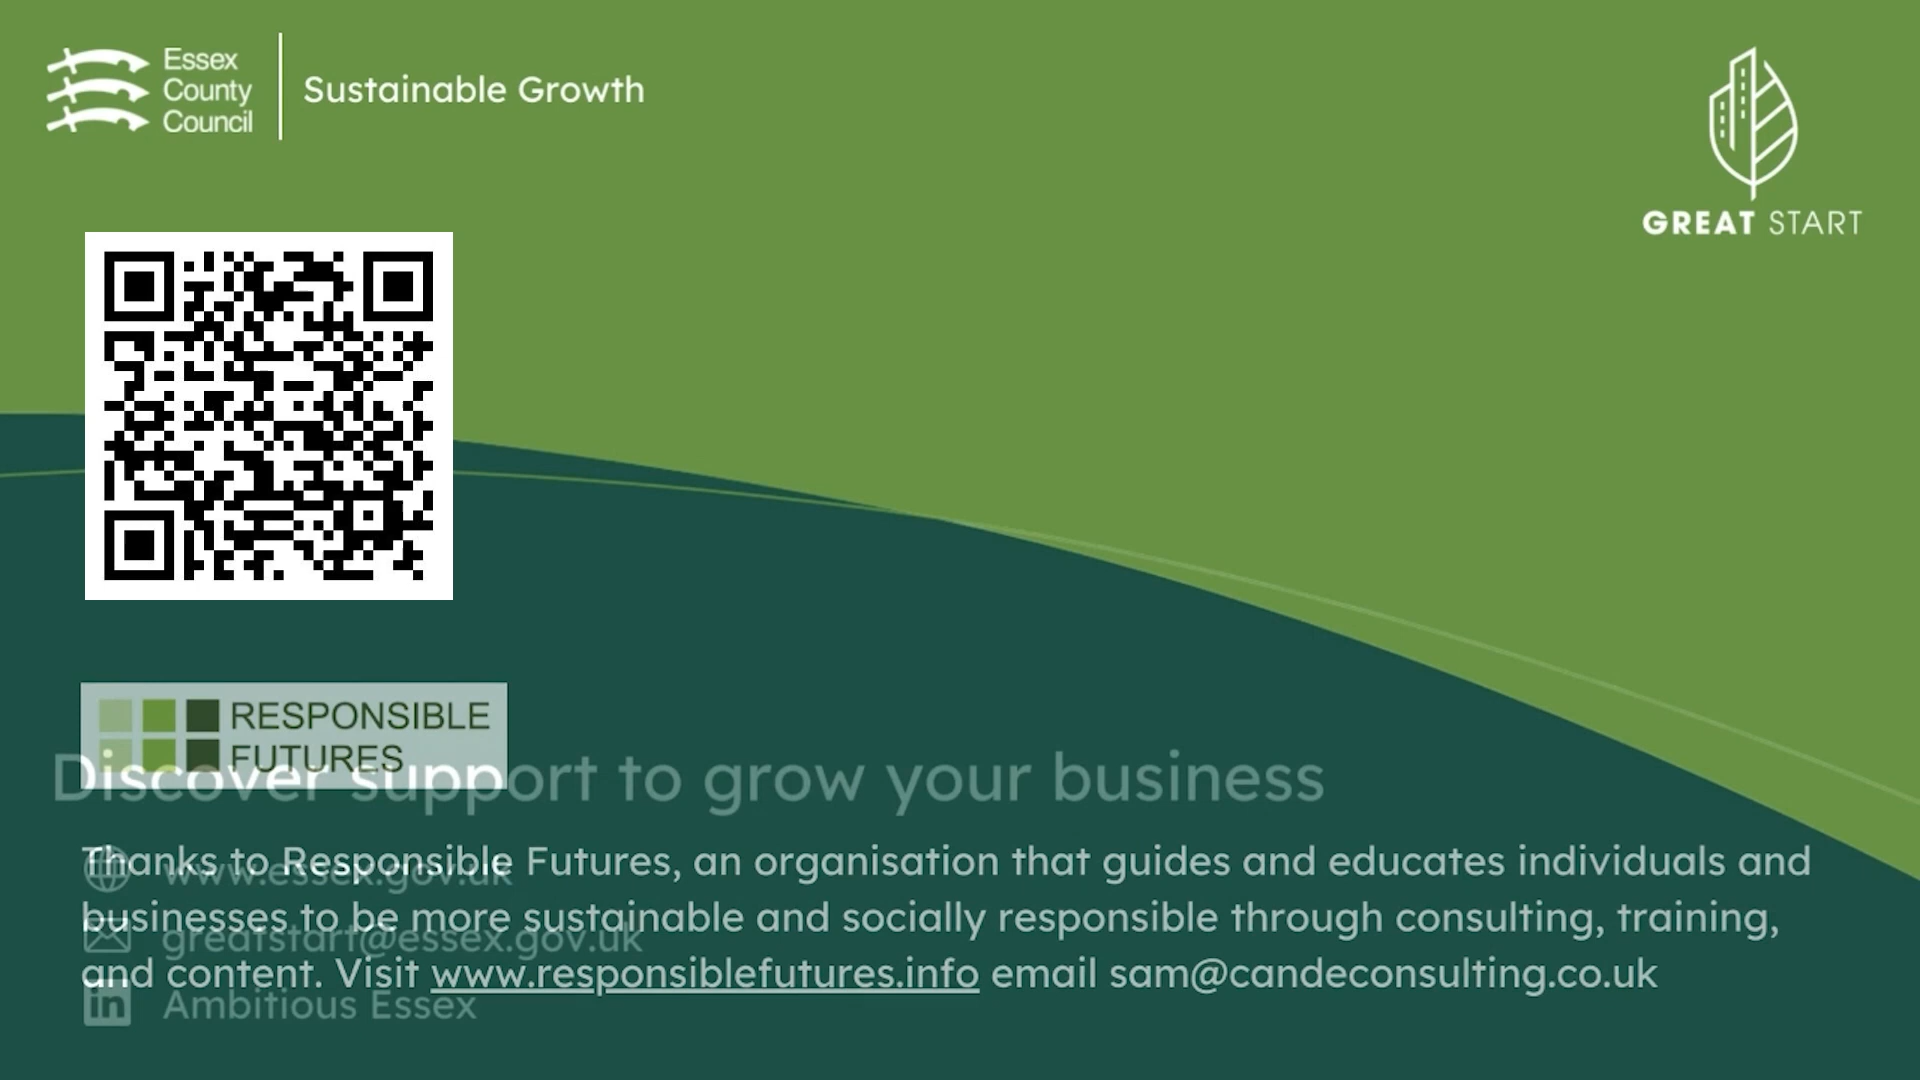 Essex
County
Council
Sustainable Growth
GREAT START
RESPONSIBLE
FUTURES
Discover support to grow your business
Thanks to Responsible Futures, an organisation that guides and educates individuals and
businesses to be more sustainable and socially responsible through consulting, training,
and content. Visit www.responsiblefutures.info email sam@candeconsulting.co.uk
www.essex.gov.uk
greatstart@essex.gov.uk
in Ambitious Essex